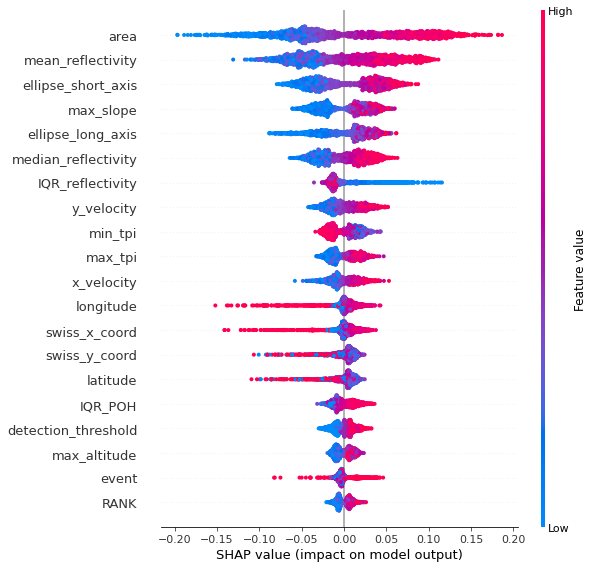 High
area
mean_reflectivity
ellipse_short_axis
max_slope
ellipse_long_axis
median_reflectivity
IQR_reflectivity
y_velocity
min_tpi
max_tpi
x_velocity
longitude
swiss_x_coord
swiss_y_coord
latitude
IQR_POH
detection_threshold
max_altitude
event
RANK
Feature value
Low
−0.20 −0.15 −0.10 −0.05 0.00 0.05 0.10 0.15 0.20
SHAP value (impact on model output)